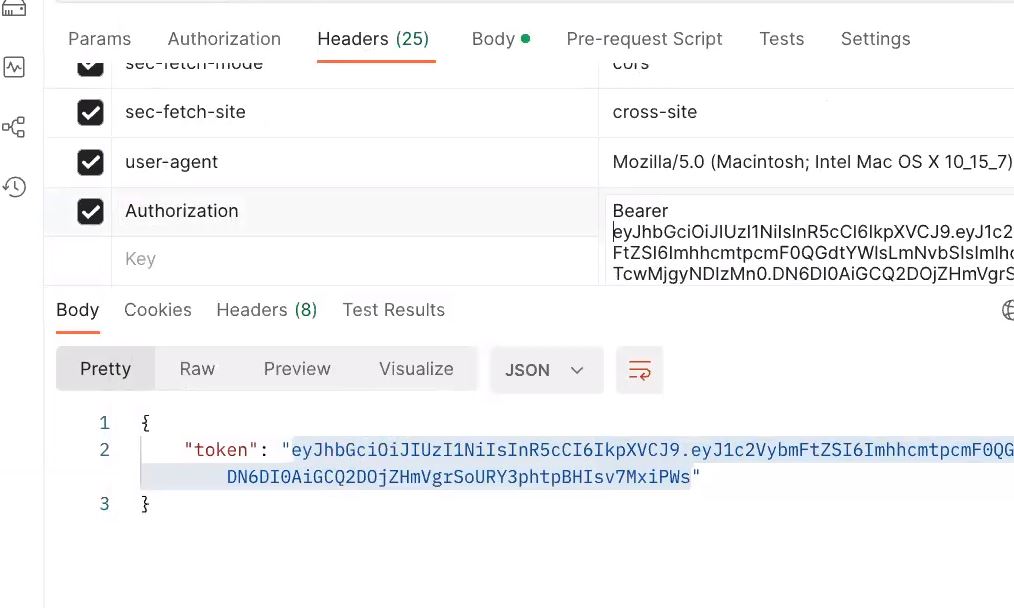 Params Authorization Headers (25) Body Pre-request Script Tests Settings
sec-fetch-mode cors
sec-fetch-site cross-site
user-agent Mozilla/5.0 (Macintosh; Intel Mac OS X 10_15_7)
Authorization Bearer
eyJhbGciOiJIUzI1NiIsInR5cCI6IkpXVCJ9.eyJ1c2
FtZSI6ImhhcmtpcmF0QGdtYWlsLmNvbSIsImlhc
Key TcwMjgyNDIzMn0.DN6DI0AiGCQ2DOjZHmVgrS
Body Cookies Headers (8) Test Results
Pretty Raw Preview Visualize JSON
1 {
2 "token": "eyJhbGciOiJIUzI1NiIsInR5cCI6IkpXVCJ9.eyJ1c2VybmFtZSI6ImhhcmtpcmF0QG
DN6DI0AiGCQ2DOjZHmVgrSoURY3phtpBHIsv7MxiPWs"
3 }